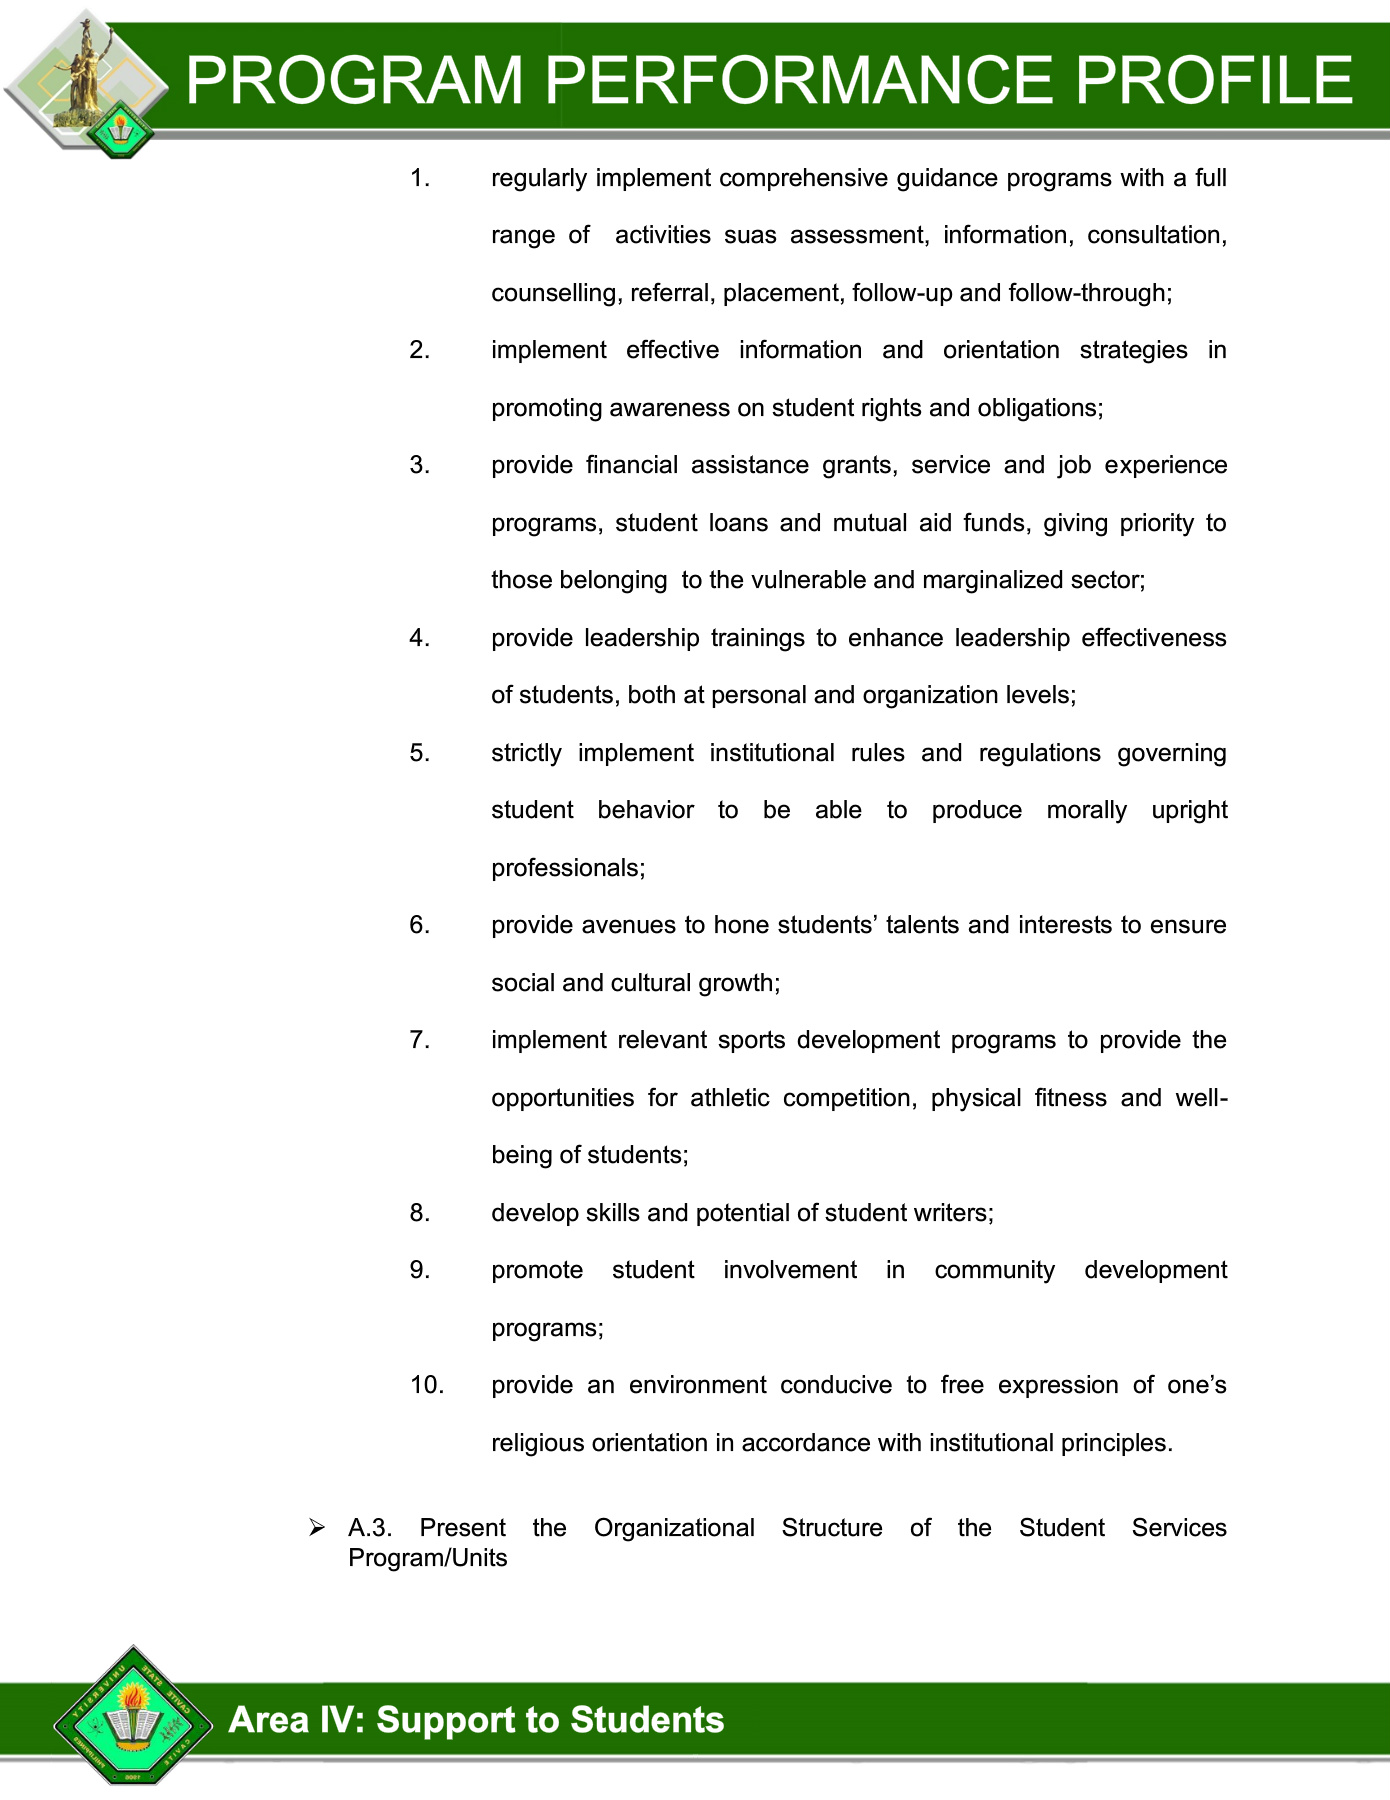 PROGRAM PERFORMANCE PROFILE
1. regularly implement comprehensive guidance programs with a full
range of activities suas assessment, information, consultation,
counselling, referral, placement, follow-up and follow-through;
2. implement effective information and orientation strategies in
promoting awareness on student rights and obligations;
3. provide financial assistance grants, service and job experience
programs, student loans and mutual aid funds, giving priority to
those belonging to the vulnerable and marginalized sector;
4. provide leadership trainings to enhance leadership effectiveness
of students, both at personal and organization levels;
5. strictly implement institutional rules and regulations governing
student behavior to be able to produce morally upright
professionals;
6. provide avenues to hone students’ talents and interests to ensure
social and cultural growth;
7. implement relevant sports development programs to provide the
opportunities for athletic competition, physical fitness and well-
being of students;
8. develop skills and potential of student writers;
9. promote student involvement in community development
programs;
10. provide an environment conducive to free expression of one’s
religious orientation in accordance with institutional principles.
➢ A.3. Present the Organizational Structure of the Student Services
Program/Units
CAVITE STATE UNIVERSITY
CAVITE PHILIPPINES
Area IV: Support to Students